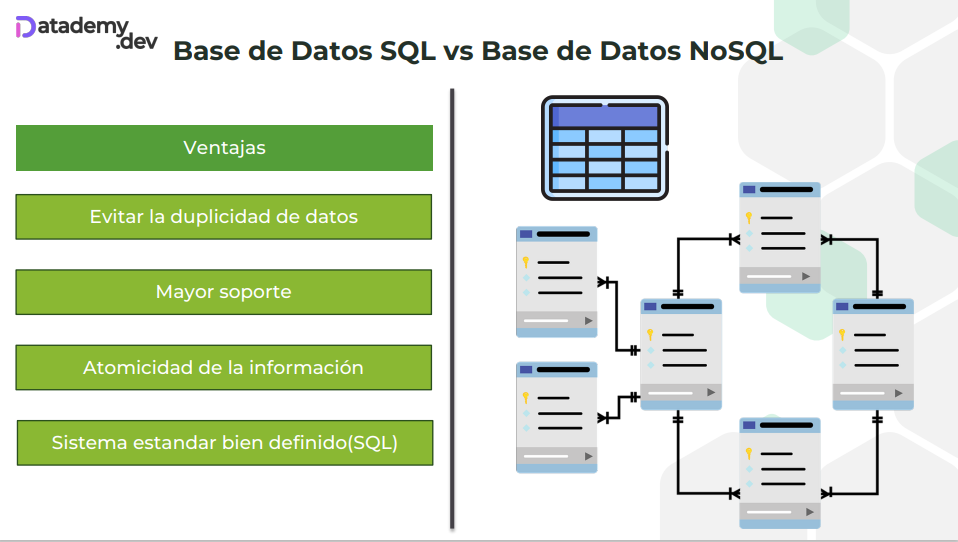 Datademy
.dev
Base de Datos SQL vs Base de Datos NoSQL
Ventajas
Evitar la duplicidad de datos
Mayor soporte
Atomicidad de la información
Sistema estandar bien definido(SQL)